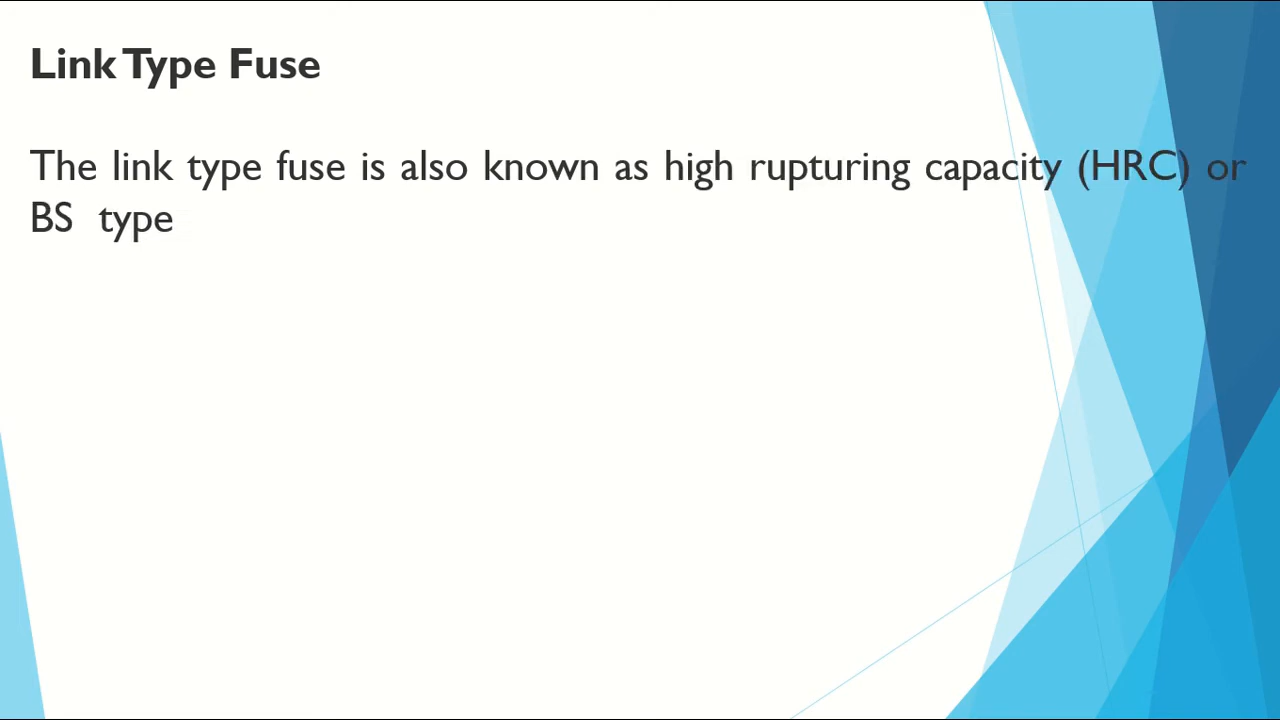 Link Type Fuse
The link type fuse is also known as high rupturing capacity (HRC) or
BS type